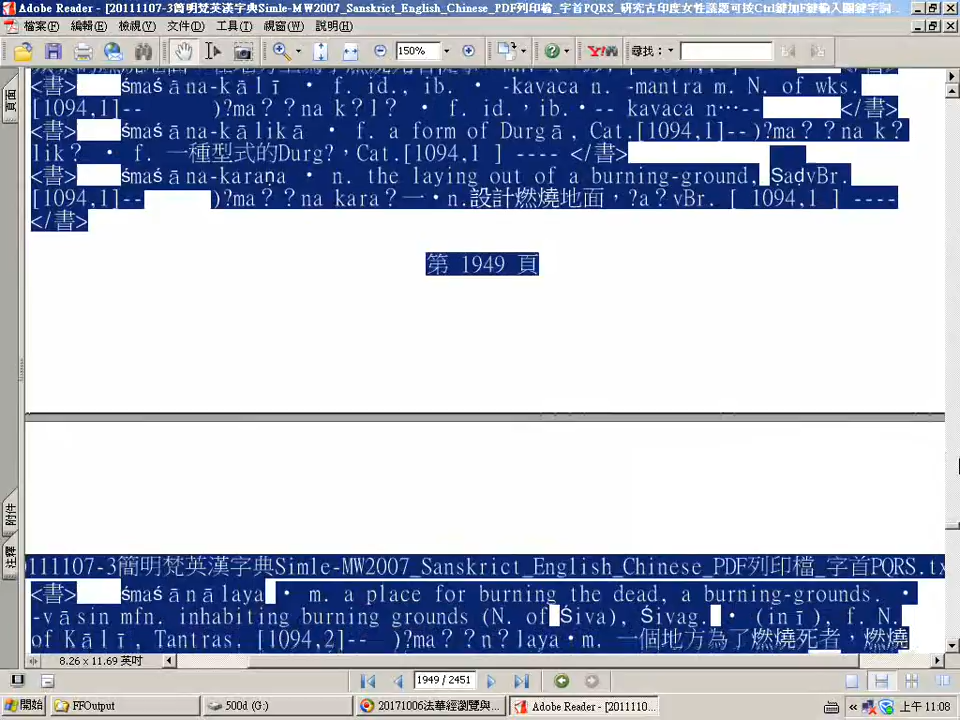 Adobe Reader - [20111107-3簡明梵英漢字典Simle-MW2007_Sanskrict_English_Chinese_PDF列印檔_字首PQRS_研究古印度女性議題可按Ctrl鍵加F鍵輸入關鍵字詞
檔案(F) 編輯(E) 檢視(V) 文件(D) 工具(T) 視窗(W) 說明(H)
150% Y! 尋找：
頁面
<書> śmaśāna-kālī • f. id., ib. • -kavaca n. -mantra m. N. of wks.
[1094,1]-- )?ma？？na k?l？ • f. id ，ib.•-- kavaca n…-- </書>
<書> śmaśāna-kālikā • f. a form of Durgā, Cat.[1094,1]--)?ma？？na k？
lik？ • f. 一種型式的Durg?，Cat.[1094,1 ] ---- </書>
<書> śmaśāna-karaṇa • n. the laying out of a burning-ground, ṢaḍvBr.
[1094,1]-- )?ma？？na kara？一•n.設計燃燒地面，?a？vBr. [ 1094,1 ] ----
</書>
第 1949 頁
附件
注釋
111107-3簡明梵英漢字典Simle-MW2007_Sanskrict_English_Chinese_PDF列印檔_字首PQRS.tx
<書> śmaśānālaya • m. a place for burning the dead, a burning-grounds. •
-vāsin mfn. inhabiting burning grounds (N. of Śiva), Śivag. • (inī), f. N.
of Kālī, Tantras. [1094,2]-- )?ma？？n？laya•m. 一個地方為了燃燒死者，燃燒
8.26 x 11.69 英吋
1949 / 2451
開始 FFOutput 500d (G:) 20171006法華經瀏覽與... Adobe Reader - [2011110... 上午 11:08